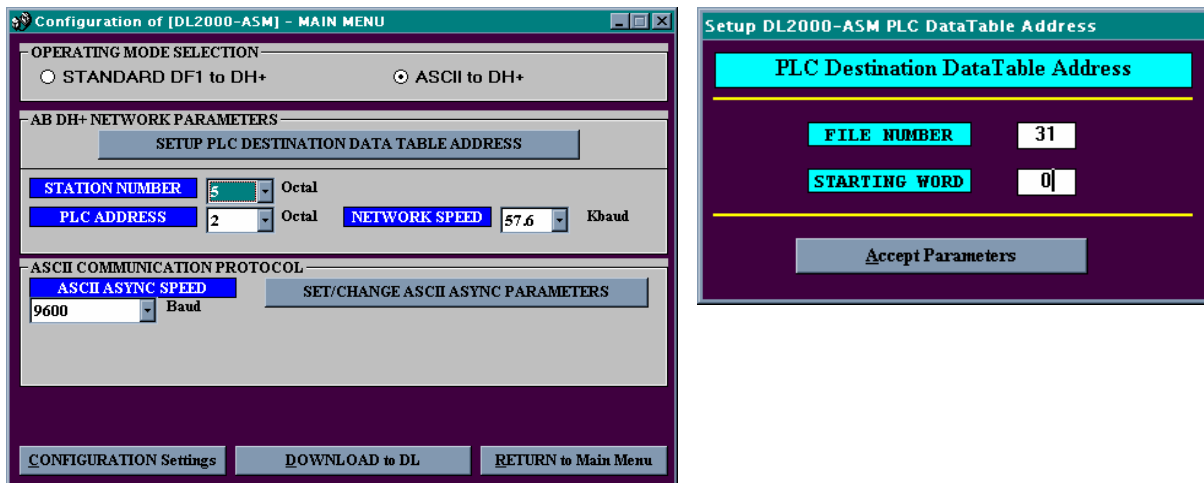 Configuration of [DL2000-ASM] - MAIN MENU
OPERATING MODE SELECTION
STANDARD DF1 to DH+ ASCII to DH+
AB DH+ NETWORK PARAMETERS
SETUP PLC DESTINATION DATA TABLE ADDRESS
STATION NUMBER 5 Octal
PLC ADDRESS 2 Octal NETWORK SPEED 57.6 Kbaud
ASCII COMMUNICATION PROTOCOL
ASCII ASYNC SPEED SET/CHANGE ASCII ASYNC PARAMETERS
9600 Baud
CONFIGURATION Settings DOWNLOAD to DL RETURN to Main Menu
Setup DL2000-ASM PLC DataTable Address
PLC Destination DataTable Address
FILE NUMBER 31
STARTING WORD 0
Accept Parameters